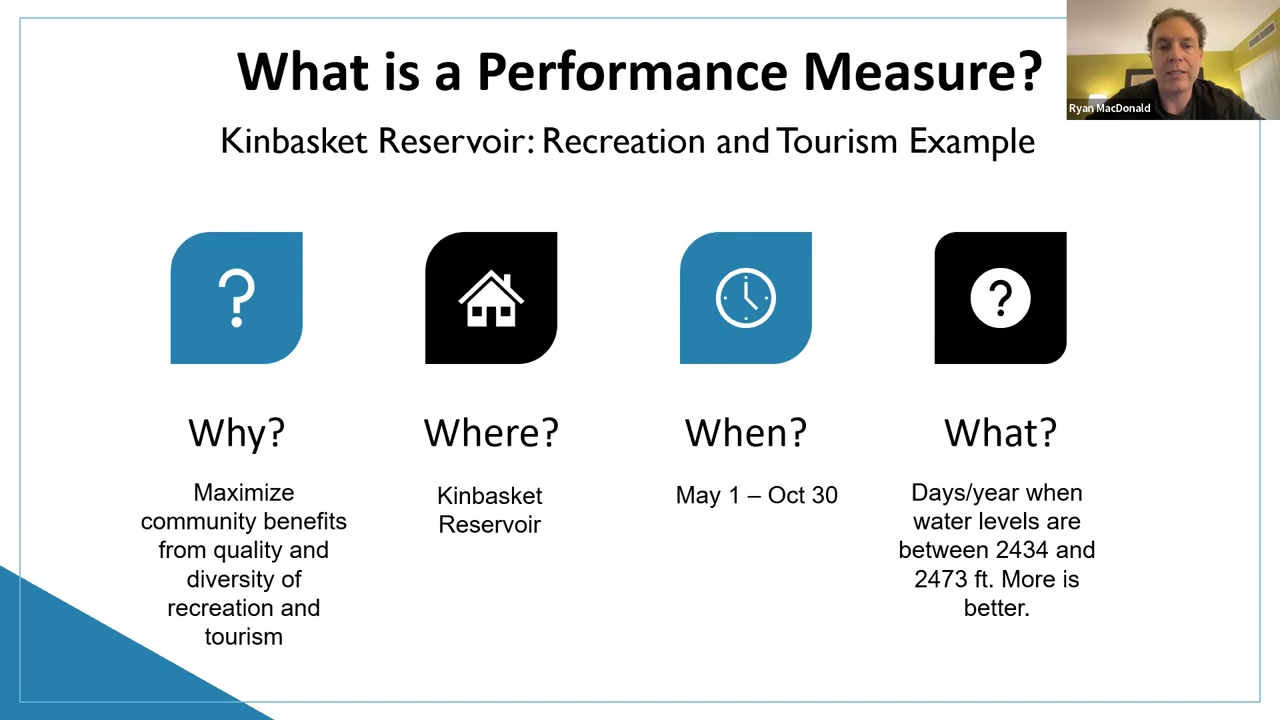 What is a Performance Measure?
Ryan MacDonald
Kinbasket Reservoir: Recreation and Tourism Example
?
?
Why?
Where?
When?
What?
Maximize
community benefits
from quality and
diversity of
recreation and
tourism
Kinbasket
Reservoir
May 1 – Oct 30
Days/year when
water levels are
between 2434 and
2473 ft. More is
better.